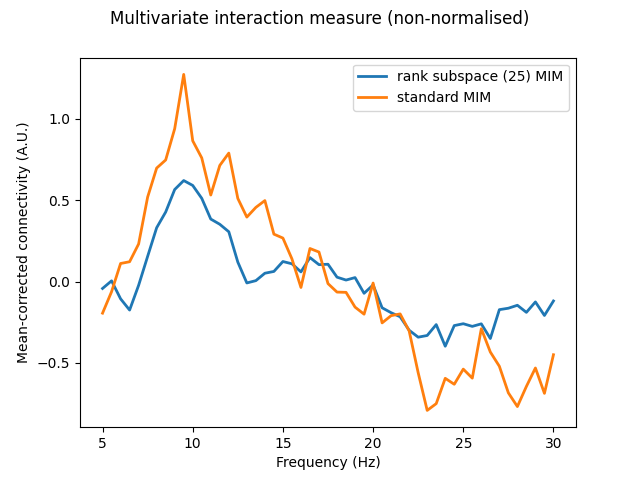 Multivariate interaction measure (non-normalised)
rank subspace (25) MIM
standard MIM
Mean-corrected connectivity (A.U.)
1.0
0.5
0.0
−0.5
5 10 15 20 25 30
Frequency (Hz)